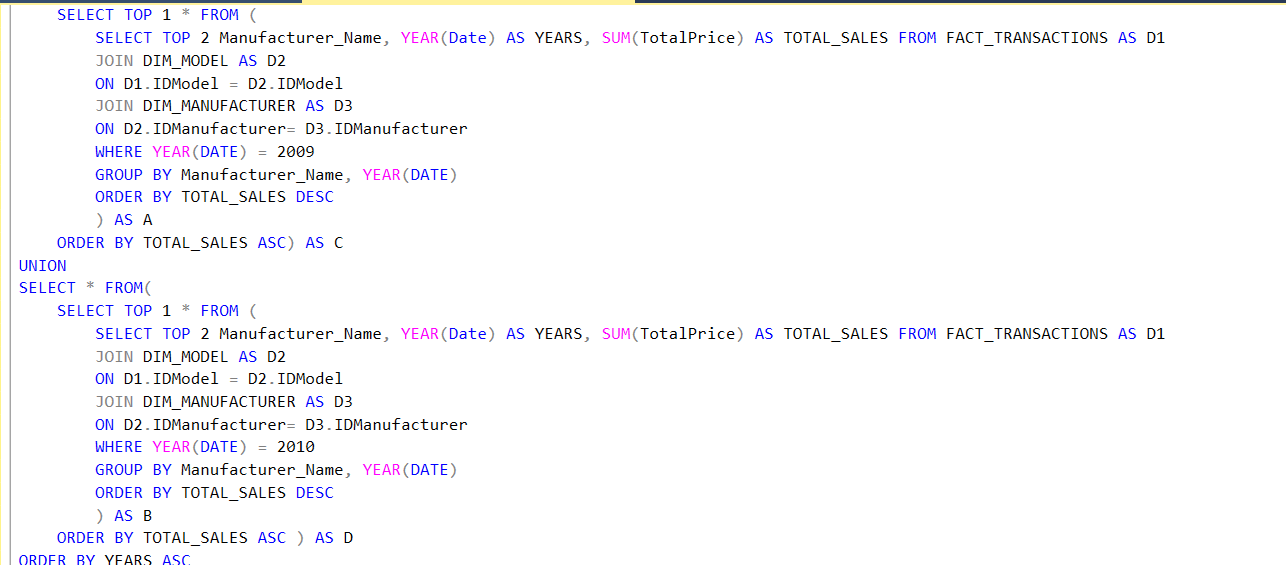 SELECT TOP 1 * FROM (
SELECT TOP 2 Manufacturer_Name, YEAR(Date) AS YEARS, SUM(TotalPrice) AS TOTAL_SALES FROM FACT_TRANSACTIONS AS D1
JOIN DIM_MODEL AS D2
ON D1.IDModel = D2.IDModel
JOIN DIM_MANUFACTURER AS D3
ON D2.IDManufacturer= D3.IDManufacturer
WHERE YEAR(DATE) = 2009
GROUP BY Manufacturer_Name, YEAR(DATE)
ORDER BY TOTAL_SALES DESC
) AS A
ORDER BY TOTAL_SALES ASC) AS C
UNION
SELECT * FROM(
SELECT TOP 1 * FROM (
SELECT TOP 2 Manufacturer_Name, YEAR(Date) AS YEARS, SUM(TotalPrice) AS TOTAL_SALES FROM FACT_TRANSACTIONS AS D1
JOIN DIM_MODEL AS D2
ON D1.IDModel = D2.IDModel
JOIN DIM_MANUFACTURER AS D3
ON D2.IDManufacturer= D3.IDManufacturer
WHERE YEAR(DATE) = 2010
GROUP BY Manufacturer_Name, YEAR(DATE)
ORDER BY TOTAL_SALES DESC
) AS B
ORDER BY TOTAL_SALES ASC ) AS D
ORDER BY YEARS ASC